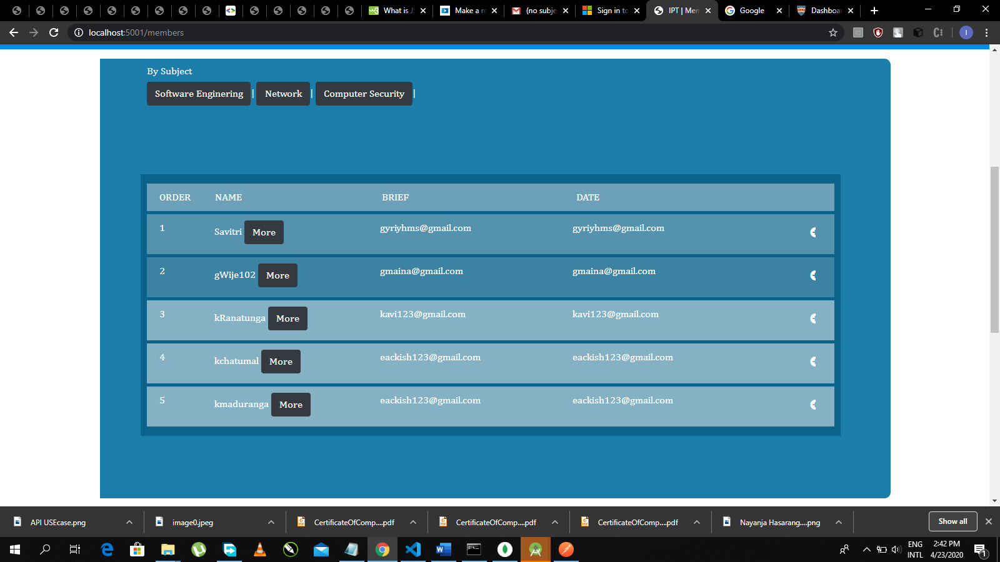 What is JS
Make a re
(no subje
Sign in to
IPT | Mem
Google
Dashboar
localhost:5001/members
I
By Subject
Software Enginering | Network | Computer Security |
ORDER NAME BRIEF DATE
1 Savitri More gyriyhms@gmail.com gyriyhms@gmail.com
2 gWije102 More gmaina@gmail.com gmaina@gmail.com
3 kRanatunga More kavi123@gmail.com kavi123@gmail.com
4 kchatumal More eackish123@gmail.com eackish123@gmail.com
5 kmaduranga More eackish123@gmail.com eackish123@gmail.com
API USEcase.png
image0.jpeg
CertificateOfComp....pdf
CertificateOfComp....pdf
CertificateOfComp....pdf
Nayanja Hasarang....png
Show all
ENG
INTL
2:42 PM
4/23/2020
1